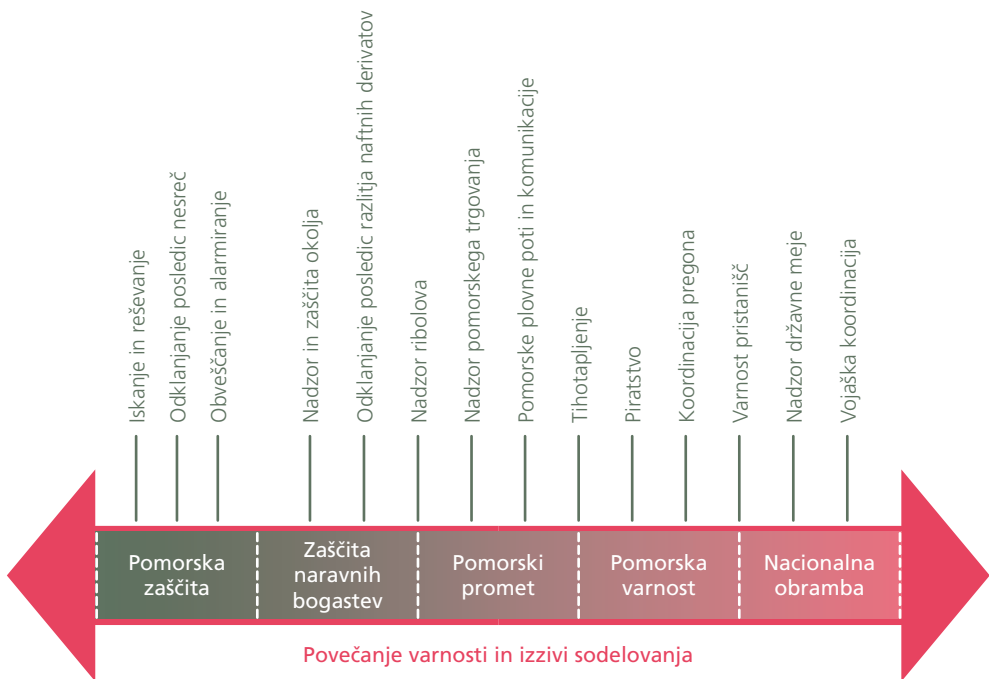 Iskanje in reševanje
Odklanjanje posledic nesreč
Obveščanje in alarmiranje
Nadzor in zaščita okolja
Odklanjanje posledic razlitja naftnih derivatov
Nadzor ribolova
Nadzor pomorskega trgovanja
Pomorske plovne poti in komunikacije
Tihotapljenje
Piratstvo
Koordinacija pregona
Varnost pristanišč
Nadzor državne meje
Vojaška koordinacija
Pomorska
zaščita
Zaščita
naravnih
bogastev
Pomorski
promet
Pomorska
varnost
Nacionalna
obramba
Povečanje varnosti in izzivi sodelovanja